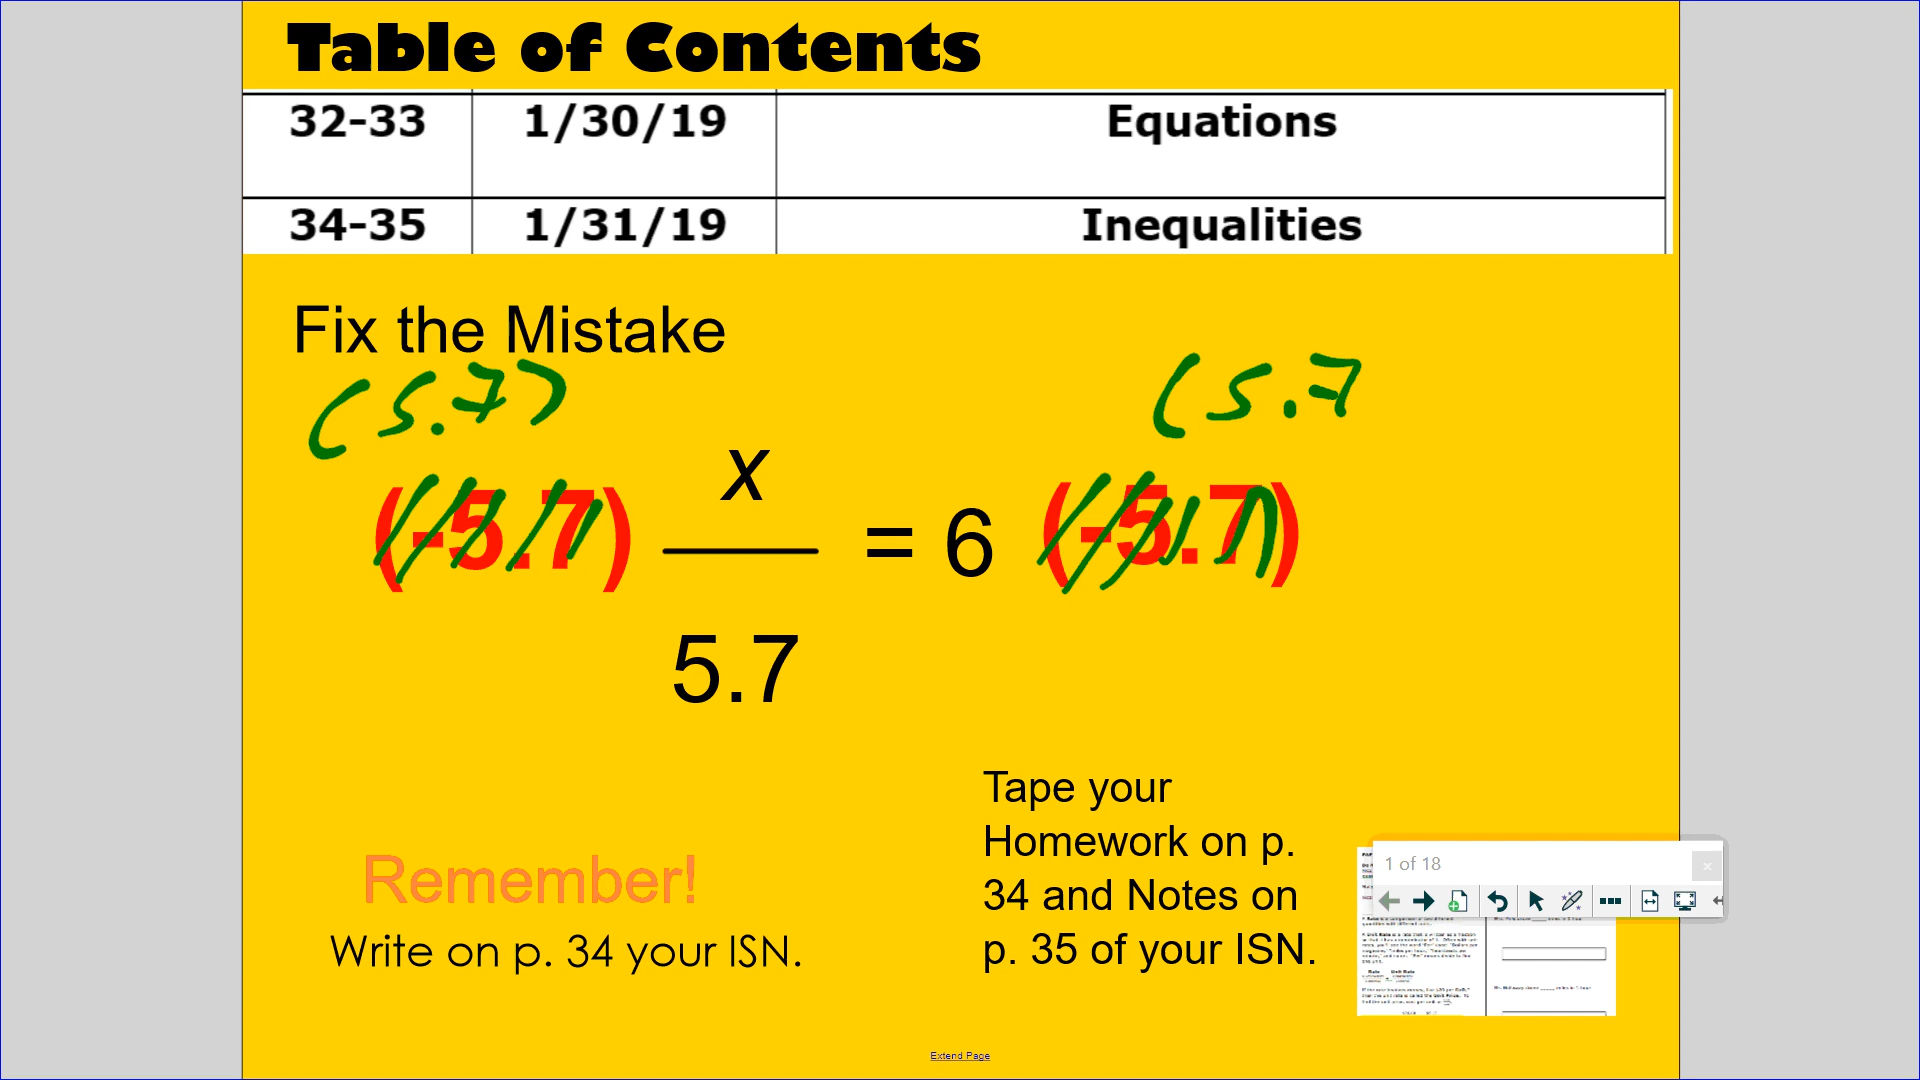 Table of Contents
32-33 1/30/19 Equations
34-35 1/31/19 Inequalities
Fix the Mistake
(5.7) (5.7
x
(-5.7) = 6 (-5.7)
5.7
Remember!
Write on p. 34 your ISN.
Tape your
Homework on p.
34 and Notes on
p. 35 of your ISN.
1 of 18
Extend Page